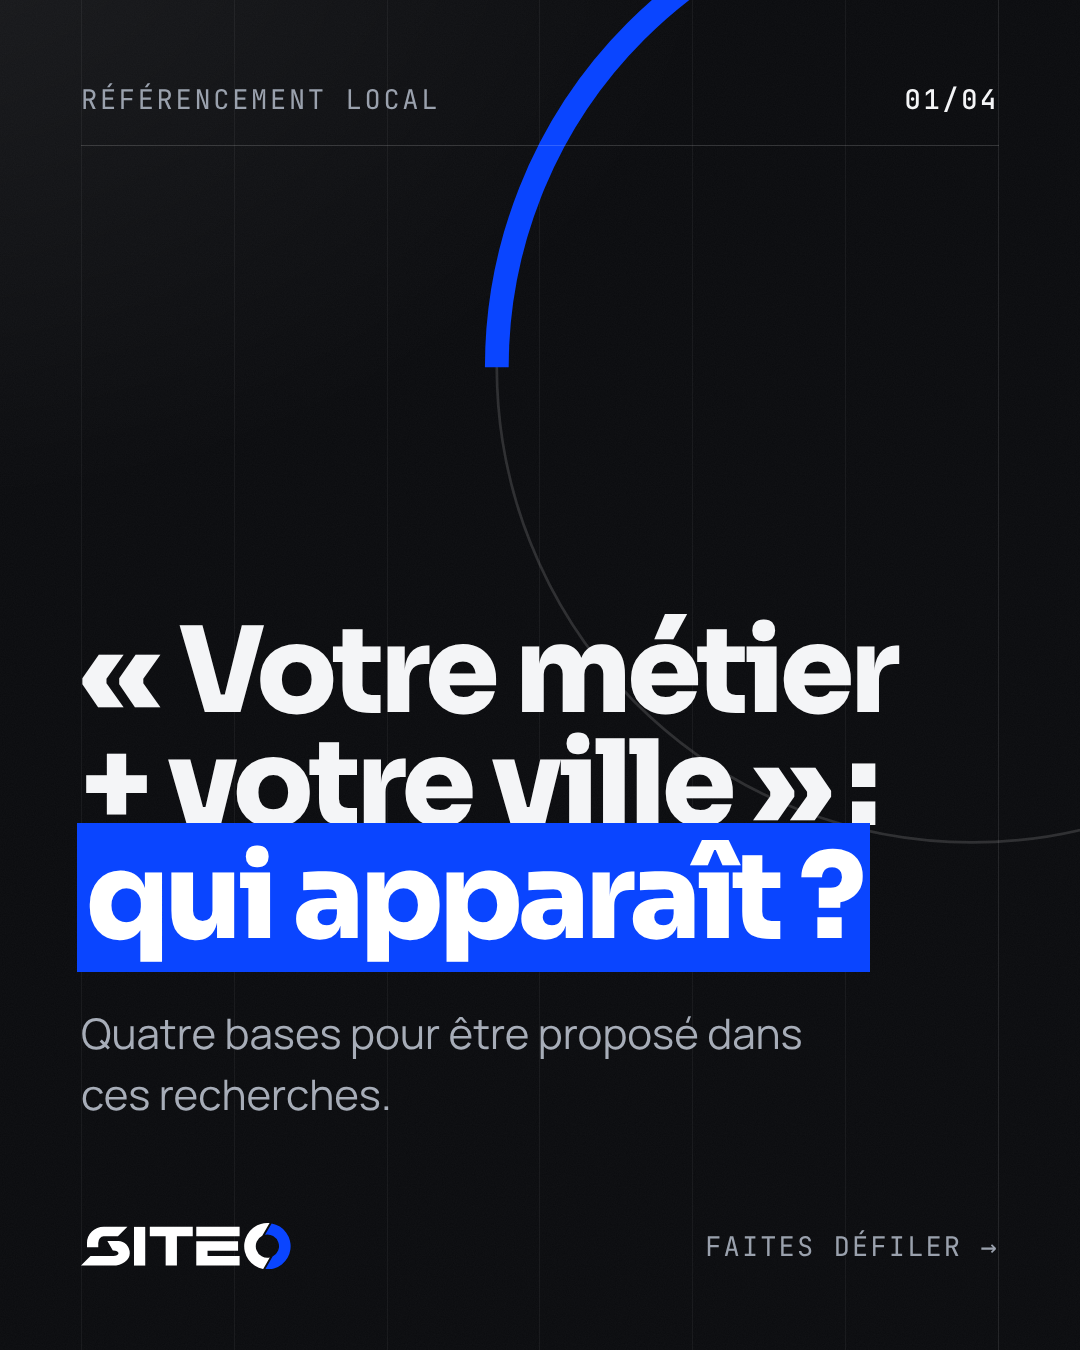 RÉFÉRENCEMENT LOCAL
01/04
« Votre métier
+ votre ville » :
qui apparaît ?
Quatre bases pour être proposé dans
ces recherches.
SITEO
FAITES DÉFILER →